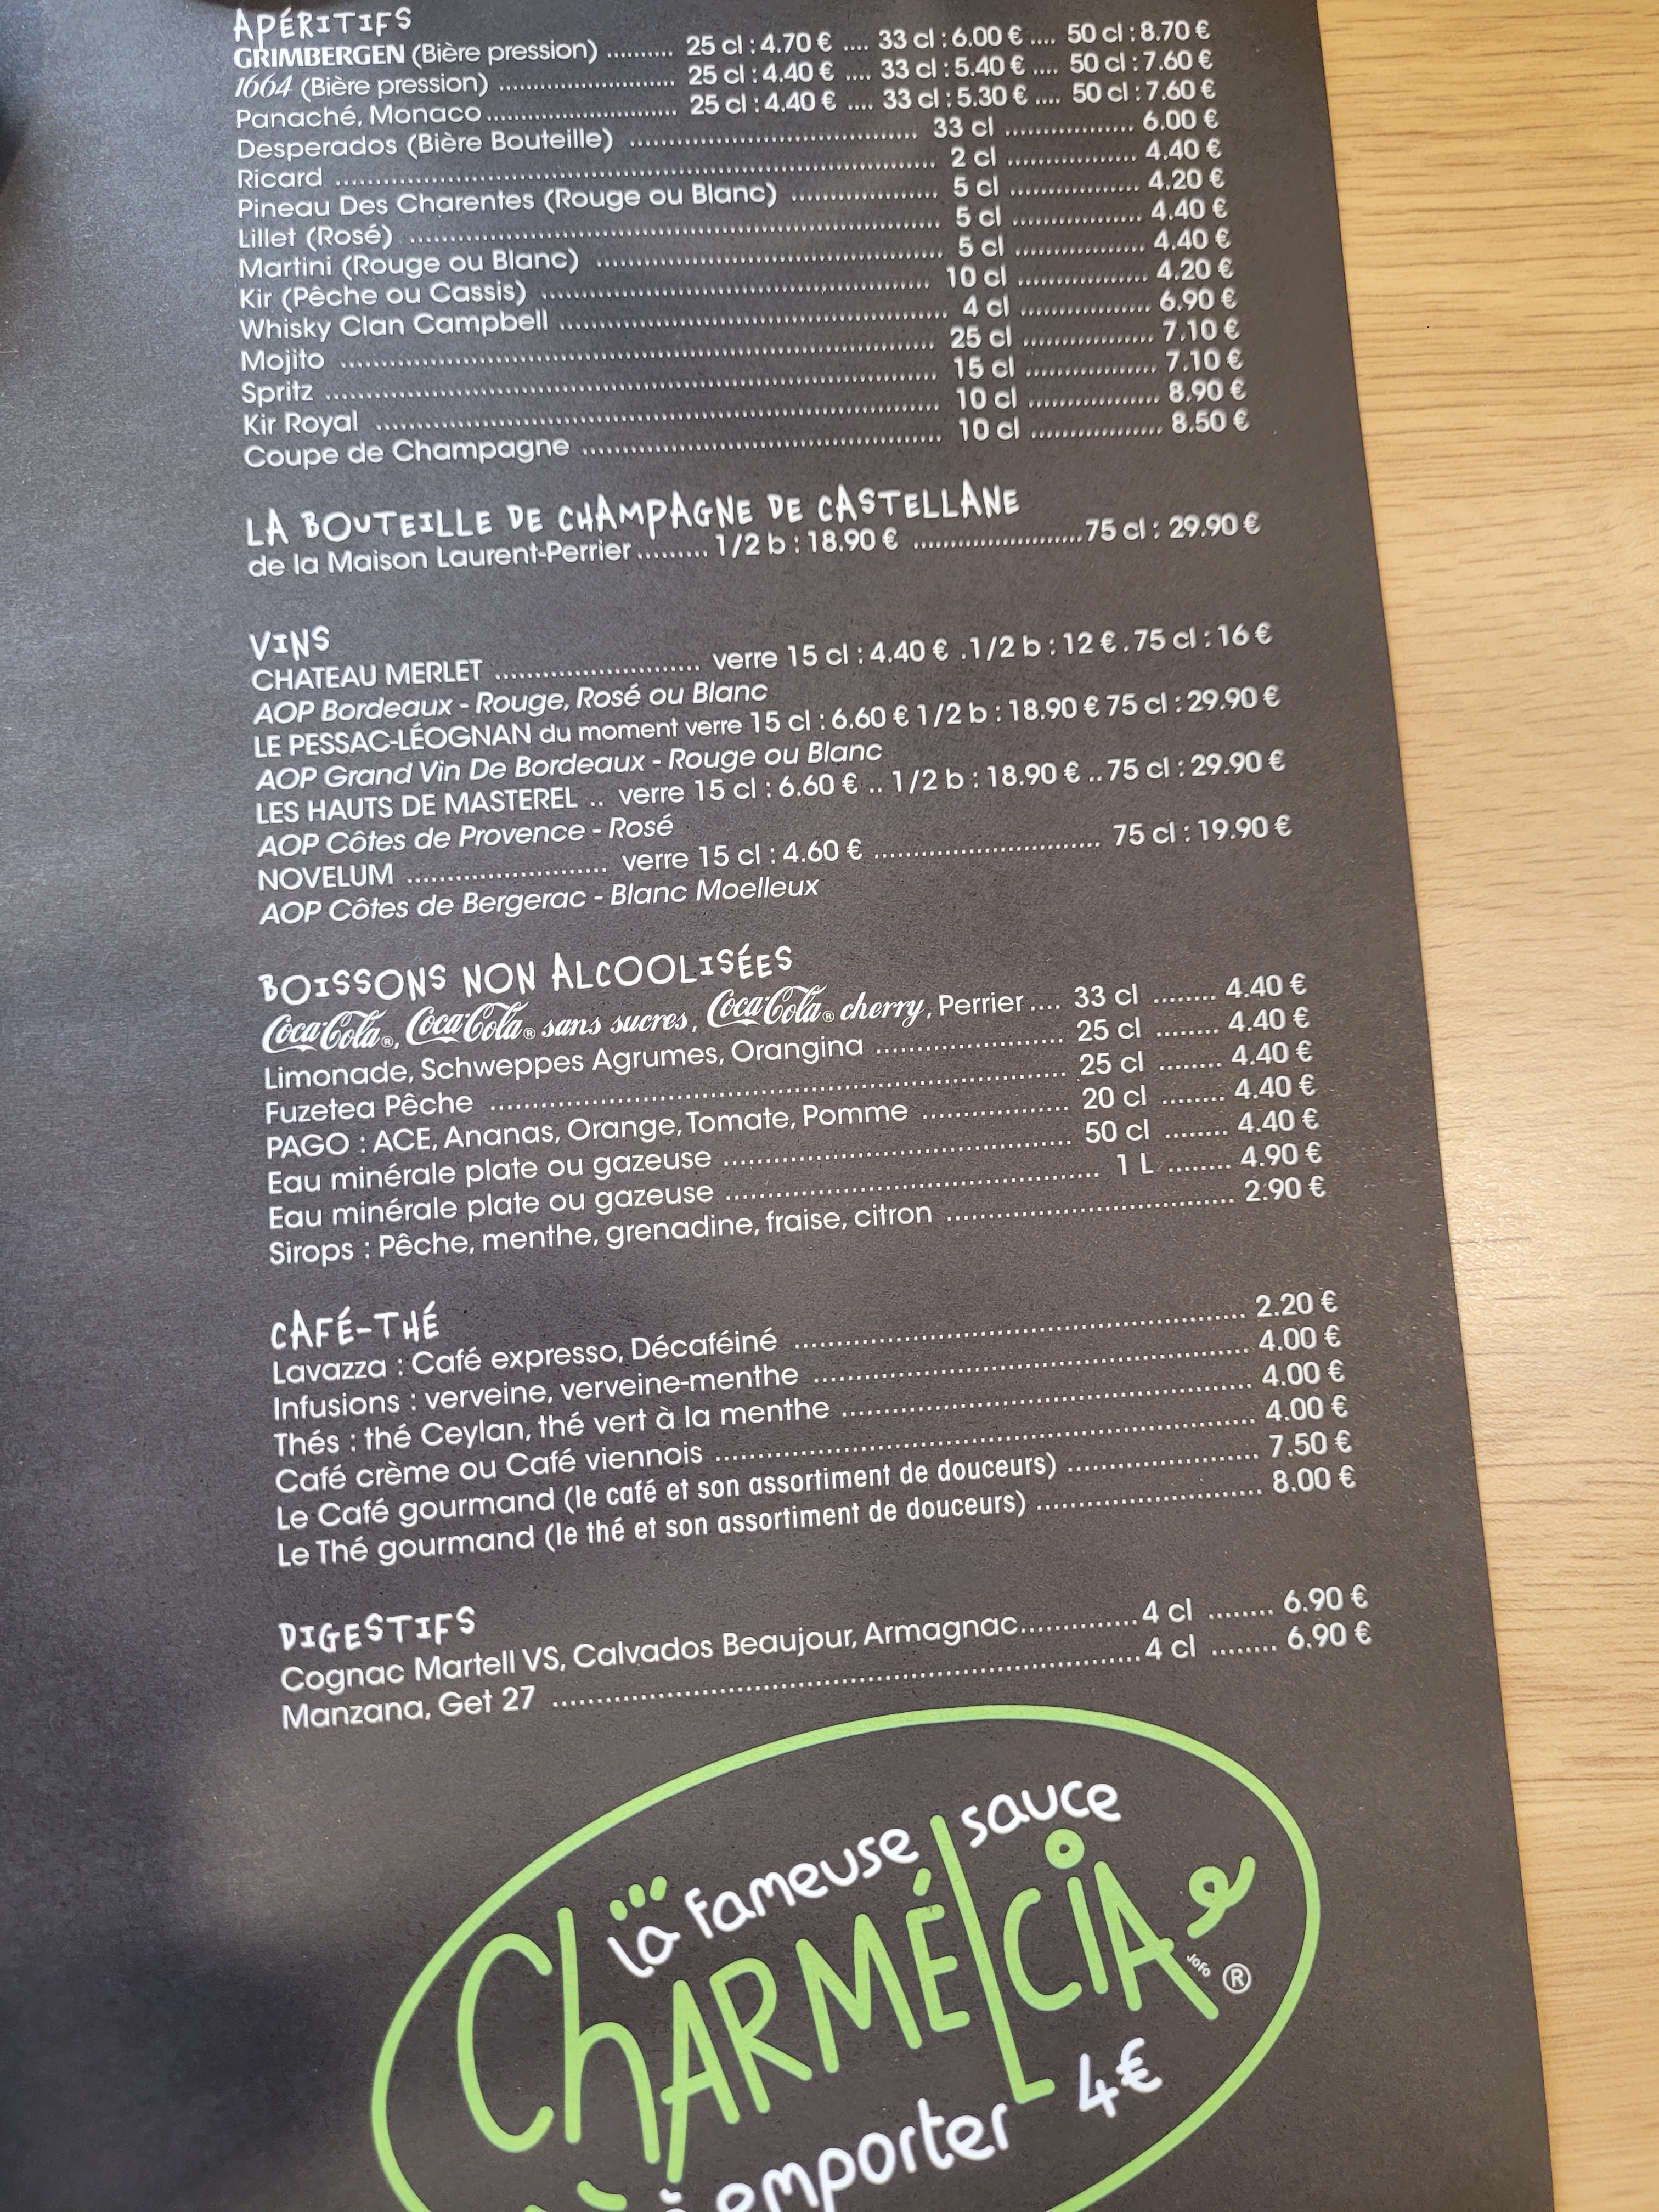 APÉRITIFS
GRIMBERGEN (Bière pression) .......... 25 cl : 4.70 € .... 33 cl : 6.00 € .... 50 cl : 8.70 €
1664 (Bière pression) .......................... 25 cl : 4.40 € .... 33 cl : 5.40 € .... 50 cl : 7.60 €
Panaché, Monaco ............................ 25 cl : 4.40 € .... 33 cl : 5.30 € .... 50 cl : 7.60 €
Desperados (Bière Bouteille) .......................................... 33 cl ................... 6.00 €
Ricard .......................................... 2 cl ................... 4.40 €
Pineau Des Charentes (Rouge ou Blanc) ...................... 5 cl ................... 4.20 €
Lillet (Rosé) .......................................... 5 cl ................... 4.40 €
Martini (Rouge ou Blanc) .......................................... 5 cl ................... 4.40 €
Kir (Pêche ou Cassis) .......................................... 10 cl ................... 4.20 €
Whisky Clan Campbell .......................................... 4 cl ................... 6.90 €
Mojito .......................................... 25 cl ................... 7.10 €
Spritz .......................................... 15 cl ................... 7.10 €
Kir Royal .......................................... 10 cl ................... 8.90 €
Coupe de Champagne .......................................... 10 cl ................... 8.50 €
LA BOUTEILLE DE CHAMPAGNE DE CASTELLANE
de la Maison Laurent-Perrier .......... 1/2 b : 18.90 € .........................75 cl : 29.90 €
VINS
CHATEAU MERLET ............................... verre 15 cl : 4.40 € .1/2 b : 12 € .75 cl : 16 €
AOP Bordeaux - Rouge, Rosé ou Blanc
LE PESSAC-LÉOGNAN du moment verre 15 cl : 6.60 € 1/2 b : 18.90 € 75 cl : 29.90 €
AOP Grand Vin De Bordeaux - Rouge ou Blanc
LES HAUTS DE MASTEREL .. verre 15 cl : 6.60 € .. 1/2 b : 18.90 € ..75 cl : 29.90 €
AOP Côtes de Provence - Rosé
NOVELUM .............................. verre 15 cl : 4.60 € .................................. 75 cl : 19.90 €
AOP Côtes de Bergerac - Blanc Moelleux
BOISSONS NON ALCOOLISÉES
Coca-Cola®, Coca-Cola® sans sucres, Coca-Cola® cherry, Perrier .... 33 cl ........ 4.40 €
Limonade, Schweppes Agrumes, Orangina ............................ 25 cl ........ 4.40 €
Fuzetea Pêche .......................................... 25 cl ........ 4.40 €
PAGO : ACE, Ananas, Orange, Tomate, Pomme ...................... 20 cl ........ 4.40 €
Eau minérale plate ou gazeuse .......................................... 50 cl ........ 4.40 €
Eau minérale plate ou gazeuse .......................................... 1 L ........ 4.90 €
Sirops : Pêche, menthe, grenadine, fraise, citron .......................................... 2.90 €
CAFÉ-THÉ
Lavazza : Café expresso, Décaféiné .......................................... 2.20 €
Infusions : verveine, verveine-menthe .......................................... 4.00 €
Thés : thé Ceylan, thé vert à la menthe .......................................... 4.00 €
Café crème ou Café viennois .......................................... 4.00 €
Le Café gourmand (le café et son assortiment de douceurs) ............................ 7.50 €
Le Thé gourmand (le thé et son assortiment de douceurs) ................................ 8.00 €
DIGESTIFS
Cognac Martell VS, Calvados Beaujour, Armagnac.................4 cl ........ 6.90 €
Manzana, Get 27 ..........................................4 cl ........ 6.90 €
la fameuse sauce
CHARMÉLCIA
JOFO ®
à emporter 4€